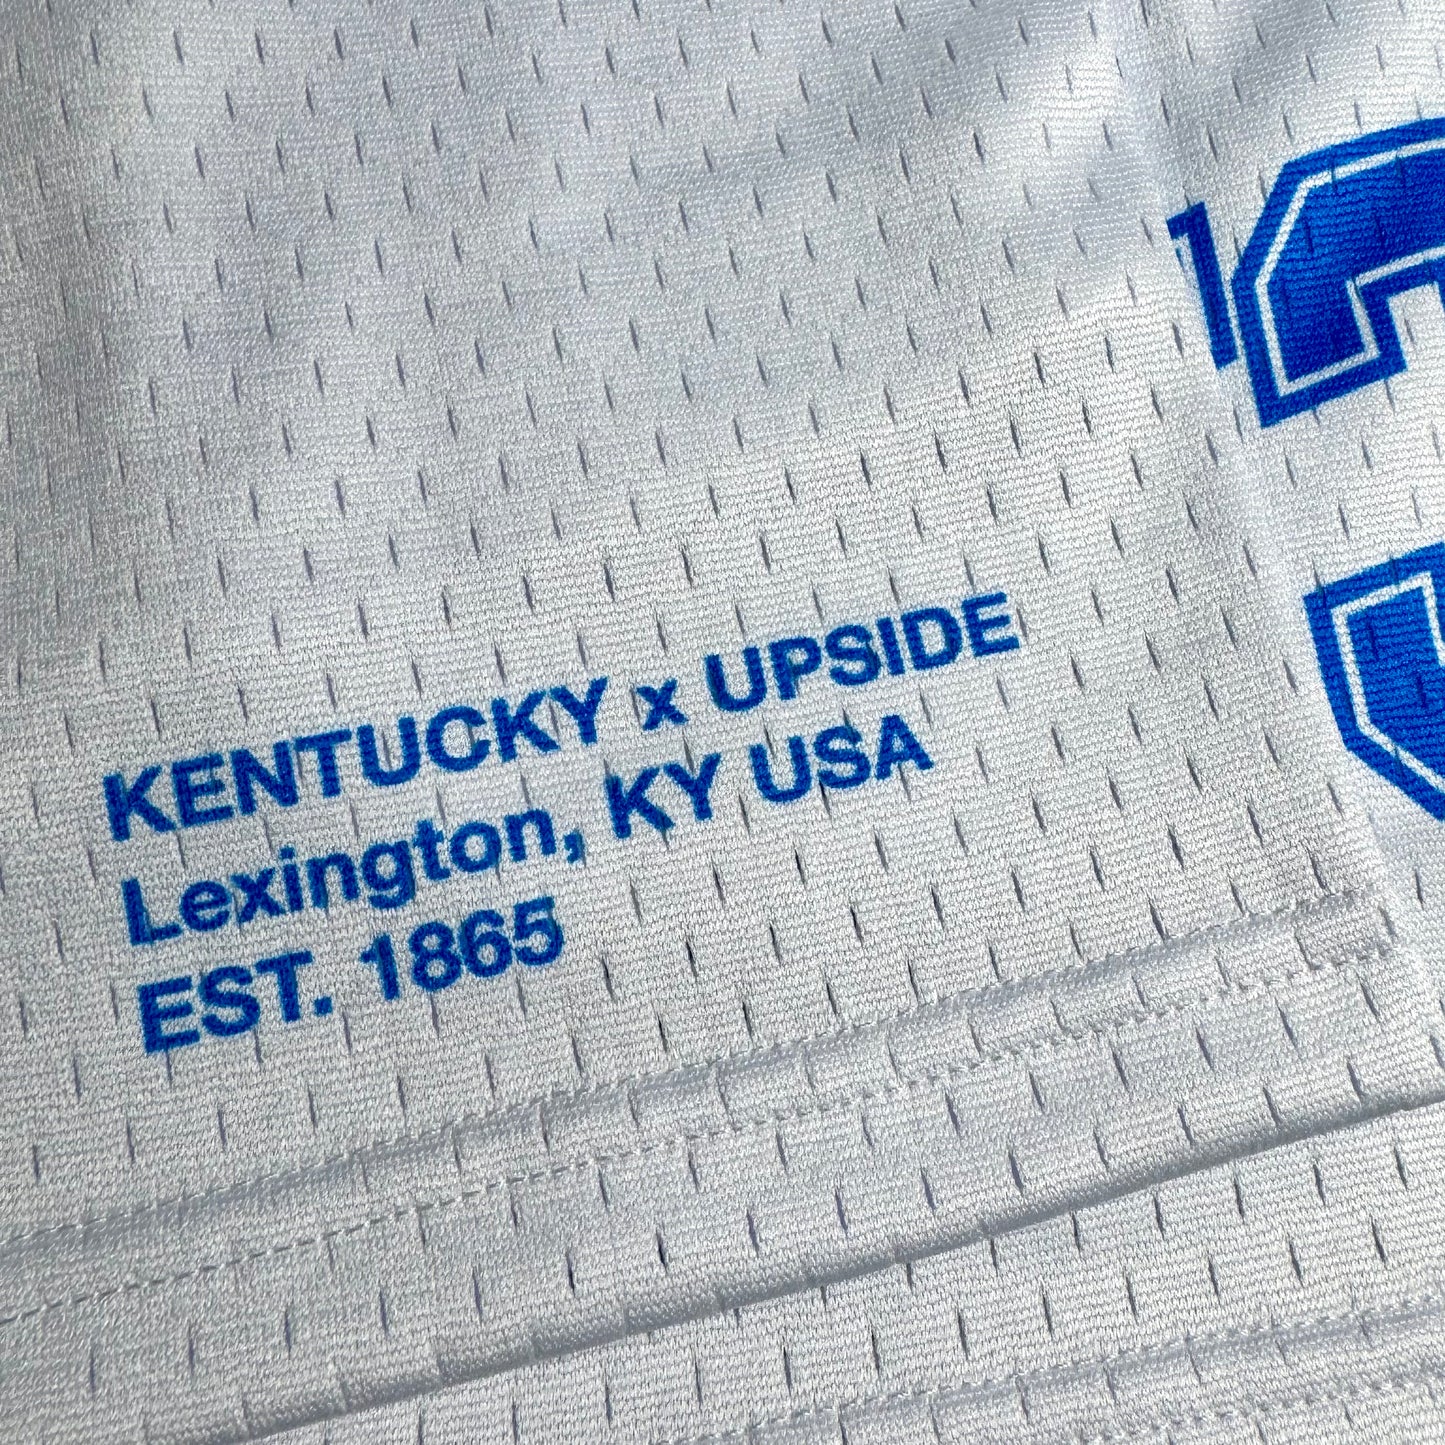 KENTUCKY x UPSIDE
Lexington, KY USA
EST. 1865